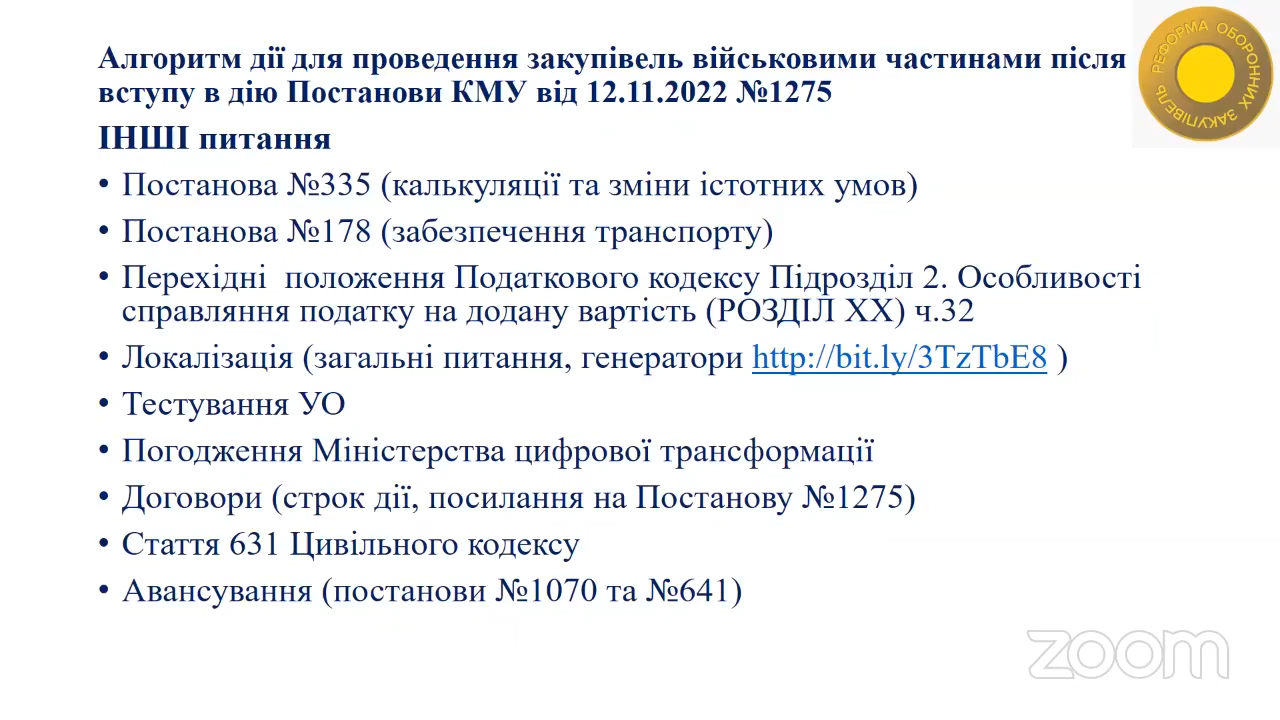 Алгоритм дії для проведення закупівель військовими частинами після
вступу в дію Постанови КМУ від 12.11.2022 №1275
ІНШІ питання
• Постанова №335 (калькуляції та зміни істотних умов)
• Постанова №178 (забезпечення транспорту)
• Перехідні положення Податкового кодексу Підрозділ 2. Особливості
справляння податку на додану вартість (РОЗДІЛ XX) ч.32
• Локалізація (загальні питання, генератори http://bit.ly/3TzTbE8 )
• Тестування УО
• Погодження Міністерства цифрової трансформації
• Договори (строк дії, посилання на Постанову №1275)
• Стаття 631 Цивільного кодексу
• Авансування (постанови №1070 та №641)
РЕФОРМА ОБОРОННИХ ЗАКУПІВЕЛЬ
zoom